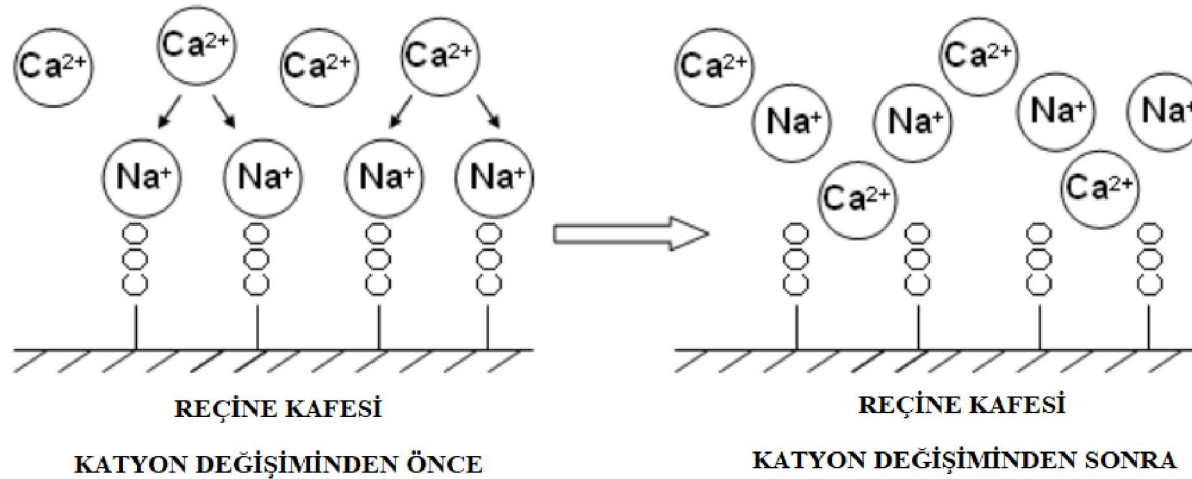 Ca²⁺ Ca²⁺ Ca²⁺ Ca²⁺
Na⁺ Na⁺ Na⁺ Na⁺
REÇİNE KAFESİ
KATYON DEĞİŞİMİNDEN ÖNCE
Ca²⁺ Ca²⁺
Na⁺ Na⁺ Na⁺ Na⁺
Ca²⁺ Ca²⁺
REÇİNE KAFESİ
KATYON DEĞİŞİMİNDEN SONRA